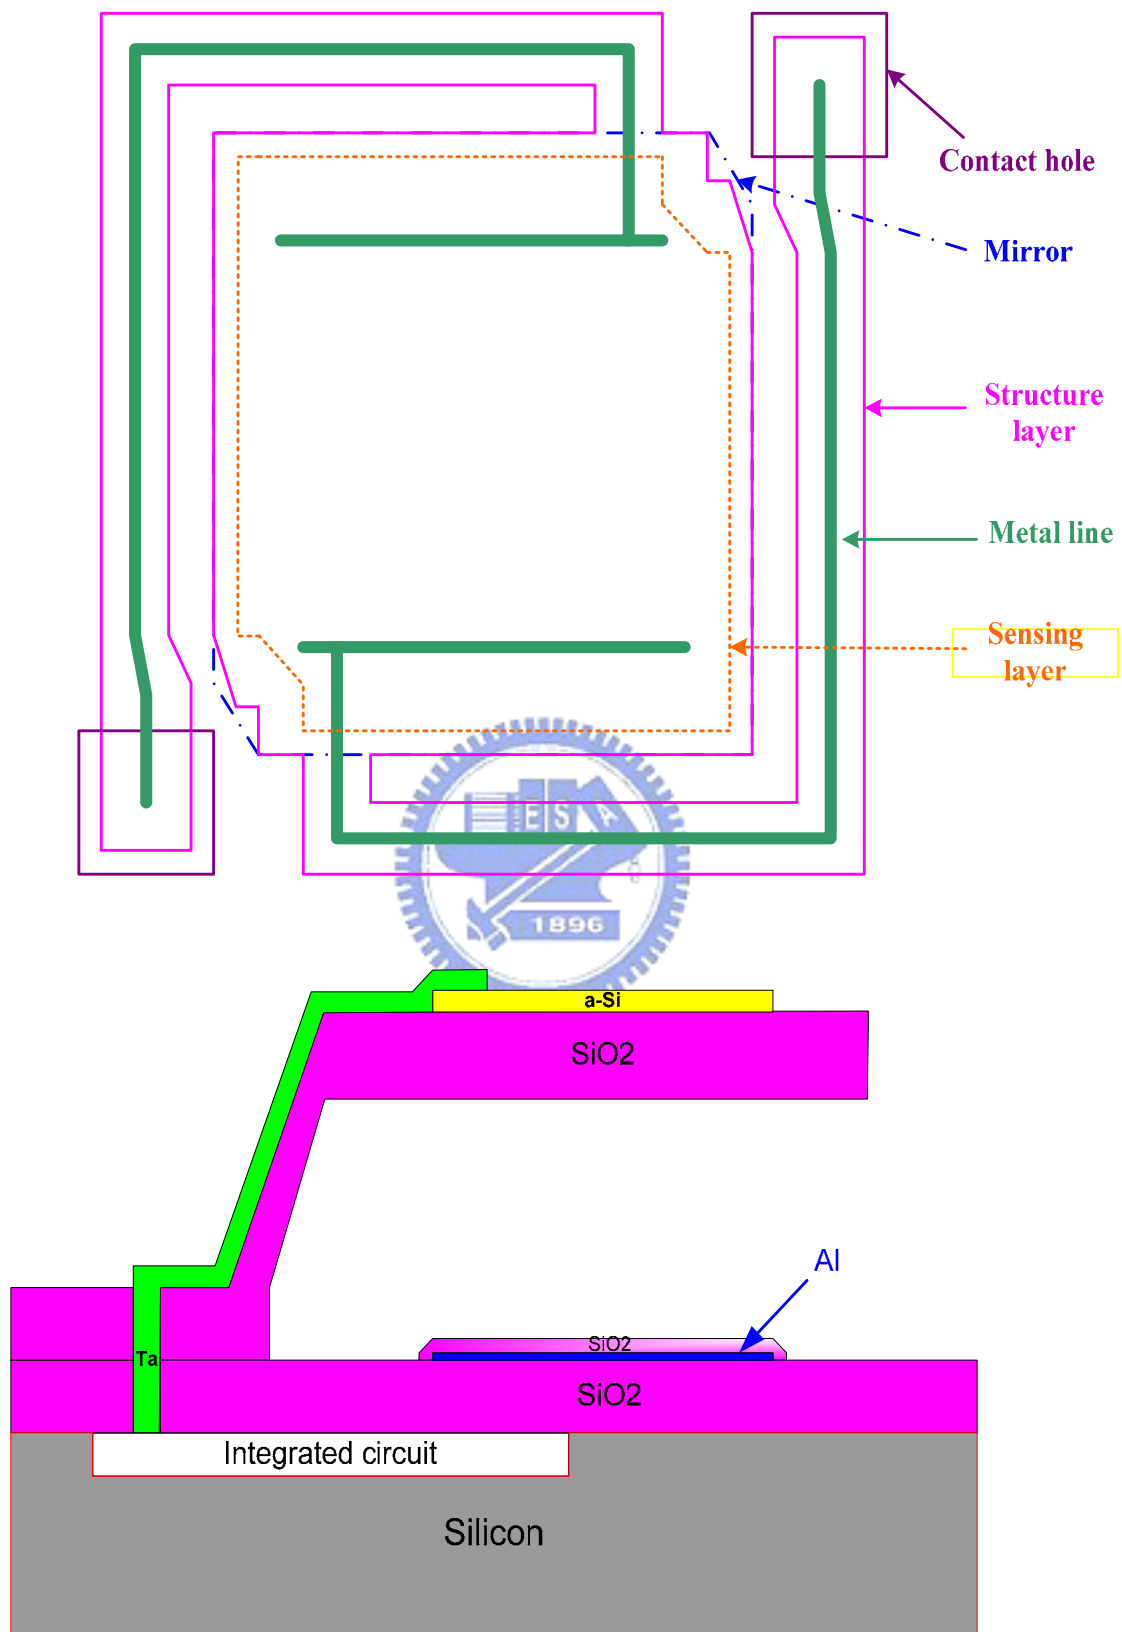 Contact hole
Mirror
Structure
layer
Metal line
Sensing
layer
E S A
1896
a-Si
SiO2
Al
SiO2
Ta
SiO2
Integrated circuit
Silicon